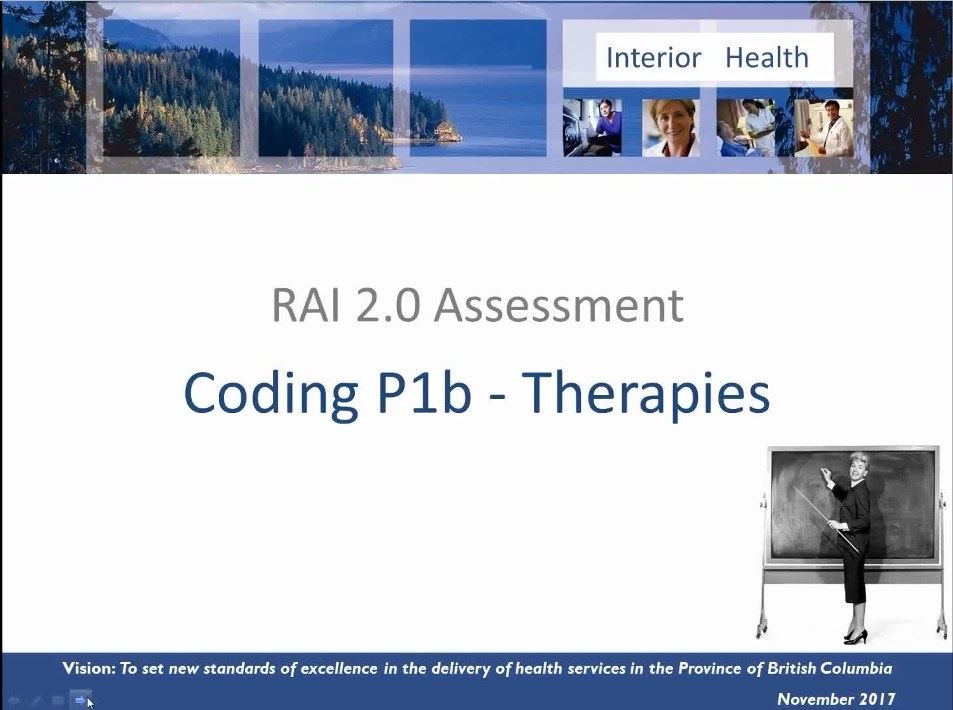 Interior Health
RAI 2.0 Assessment
Coding P1b - Therapies
Vision: To set new standards of excellence in the delivery of health services in the Province of British Columbia
November 2017